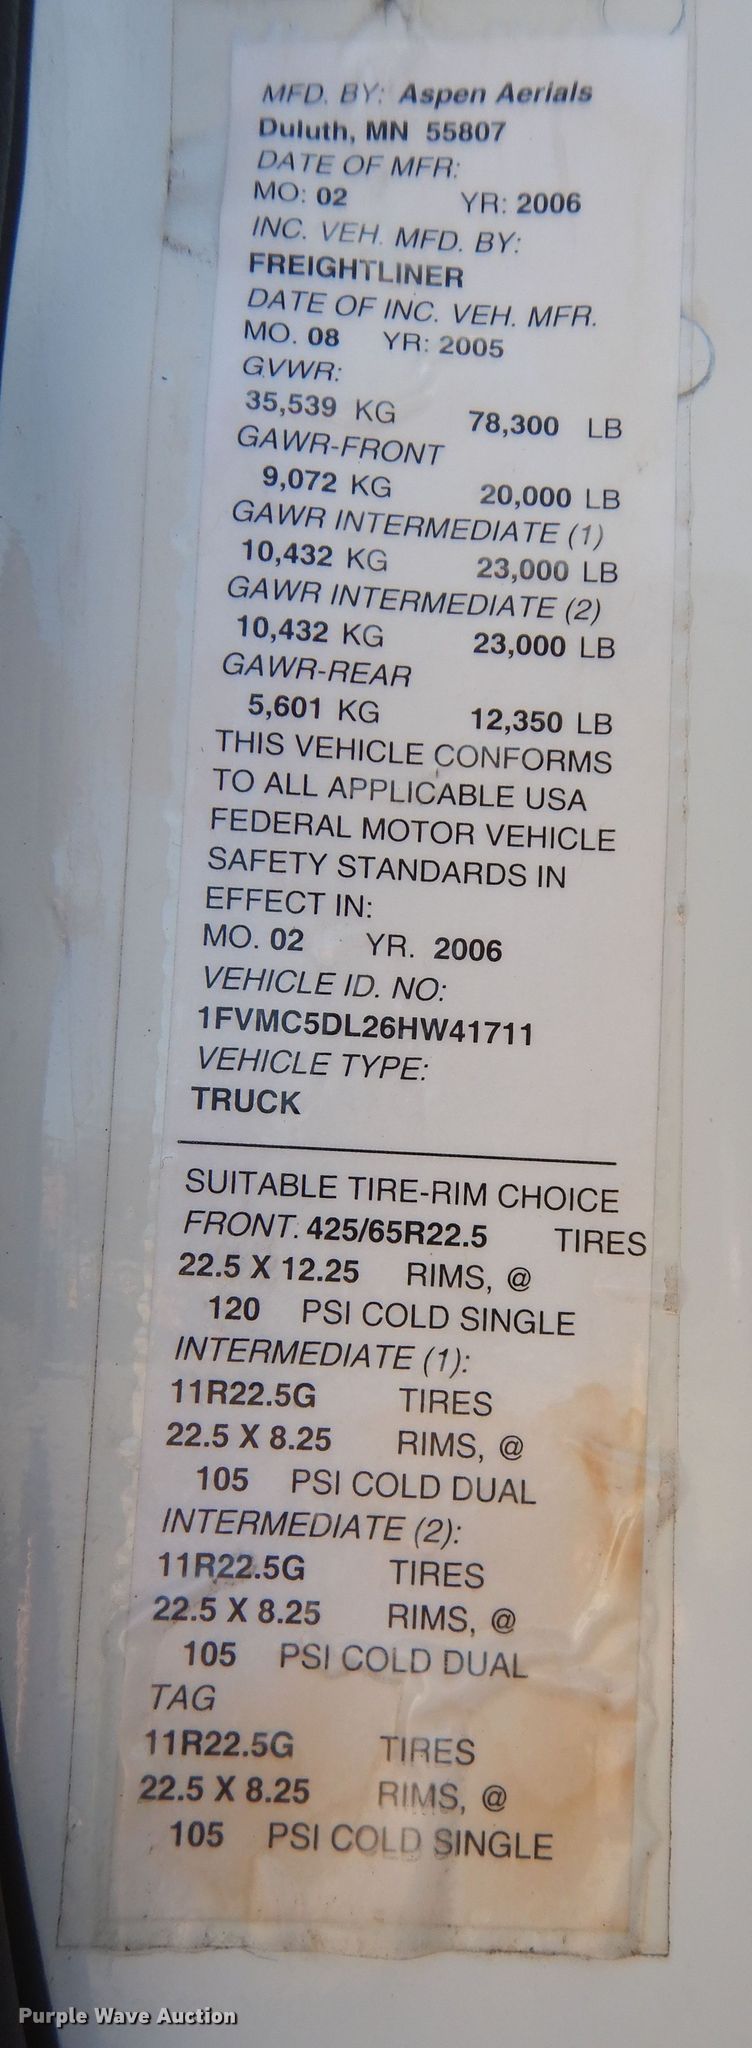 MFD. BY: Aspen Aerials
Duluth, MN 55807
DATE OF MFR:
MO: 02 YR: 2006
INC. VEH. MFD. BY:
FREIGHTLINER
DATE OF INC. VEH. MFR.
MO. 08 YR: 2005
GVWR:
35,539 KG 78,300 LB
GAWR-FRONT
9,072 KG 20,000 LB
GAWR INTERMEDIATE (1)
10,432 KG 23,000 LB
GAWR INTERMEDIATE (2)
10,432 KG 23,000 LB
GAWR-REAR
5,601 KG 12,350 LB
THIS VEHICLE CONFORMS
TO ALL APPLICABLE USA
FEDERAL MOTOR VEHICLE
SAFETY STANDARDS IN
EFFECT IN:
MO. 02 YR. 2006
VEHICLE ID. NO:
1FVMC5DL26HW41711
VEHICLE TYPE:
TRUCK
SUITABLE TIRE-RIM CHOICE
FRONT: 425/65R22.5 TIRES
22.5 X 12.25 RIMS, @
120 PSI COLD SINGLE
INTERMEDIATE (1):
11R22.5G TIRES
22.5 X 8.25 RIMS, @
105 PSI COLD DUAL
INTERMEDIATE (2):
11R22.5G TIRES
22.5 X 8.25 RIMS, @
105 PSI COLD DUAL
TAG
11R22.5G TIRES
22.5 X 8.25 RIMS, @
105 PSI COLD SINGLE
Purple Wave Auction